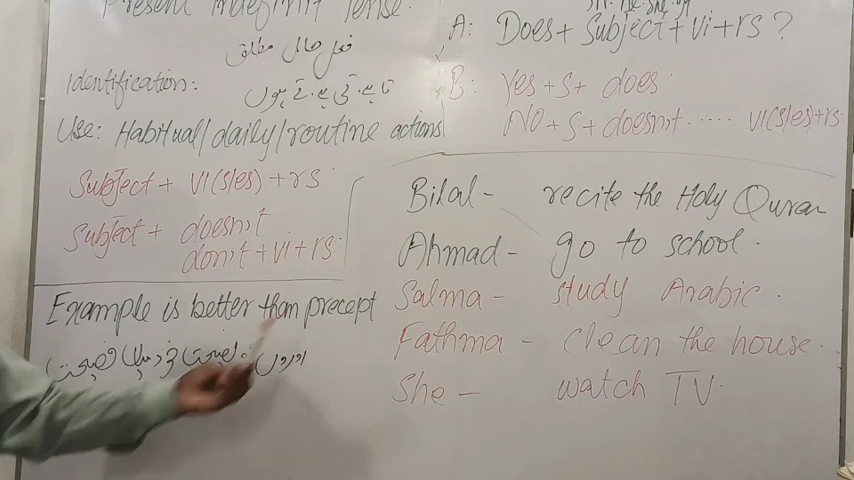 Present Indefinit Tense.
فعل حال مطلق
Identification:
تا ہے، تی ہے، تے ہیں
Use: Habitual/daily/routine actions
Subject + V1(s/es) + rs
Subject + doesn't
don't + V1 + rs.
Example is better than precept
A: Does + Subject + V1 + rs?
B: Yes + S + does.
No + S + doesn't ..... V1(s/es) + rs
Bilal - recite the Holy Quran
Ahmad - go to school.
Salma - study Arabic.
Fathma - clean the house.
She - watch TV.